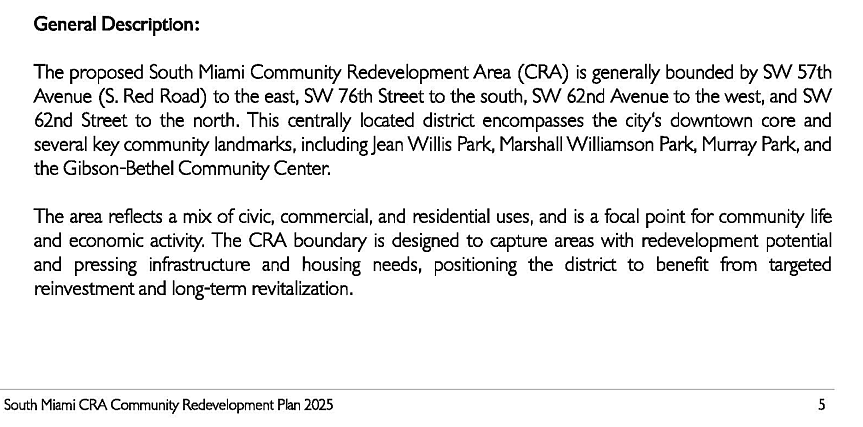 General Description:
The proposed South Miami Community Redevelopment Area (CRA) is generally bounded by SW 57th
Avenue (S. Red Road) to the east, SW 76th Street to the south, SW 62nd Avenue to the west, and SW
62nd Street to the north. This centrally located district encompasses the city's downtown core and
several key community landmarks, including Jean Willis Park, Marshall Williamson Park, Murray Park, and
the Gibson-Bethel Community Center.
The area reflects a mix of civic, commercial, and residential uses, and is a focal point for community life
and economic activity. The CRA boundary is designed to capture areas with redevelopment potential
and pressing infrastructure and housing needs, positioning the district to benefit from targeted
reinvestment and long-term revitalization.
South Miami CRA Community Redevelopment Plan 2025 5